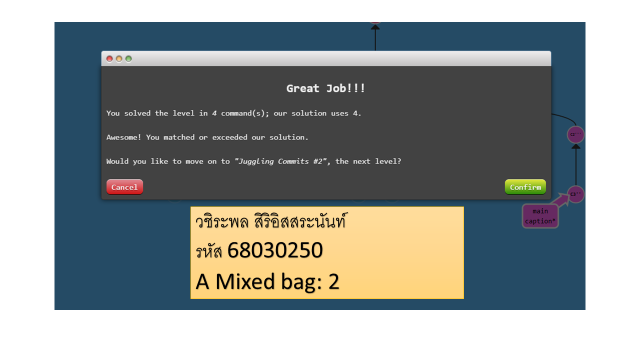 Great Job!!!
You solved the level in 4 command(s); our solution uses 4.
Awesome! You matched or exceeded our solution.
Would you like to move on to "Juggling Commits #2", the next level?
Cancel
Confirm
main
caption*
วชิระพล สิริอิสสระนันท์
รหัส 68030250
A Mixed bag: 2